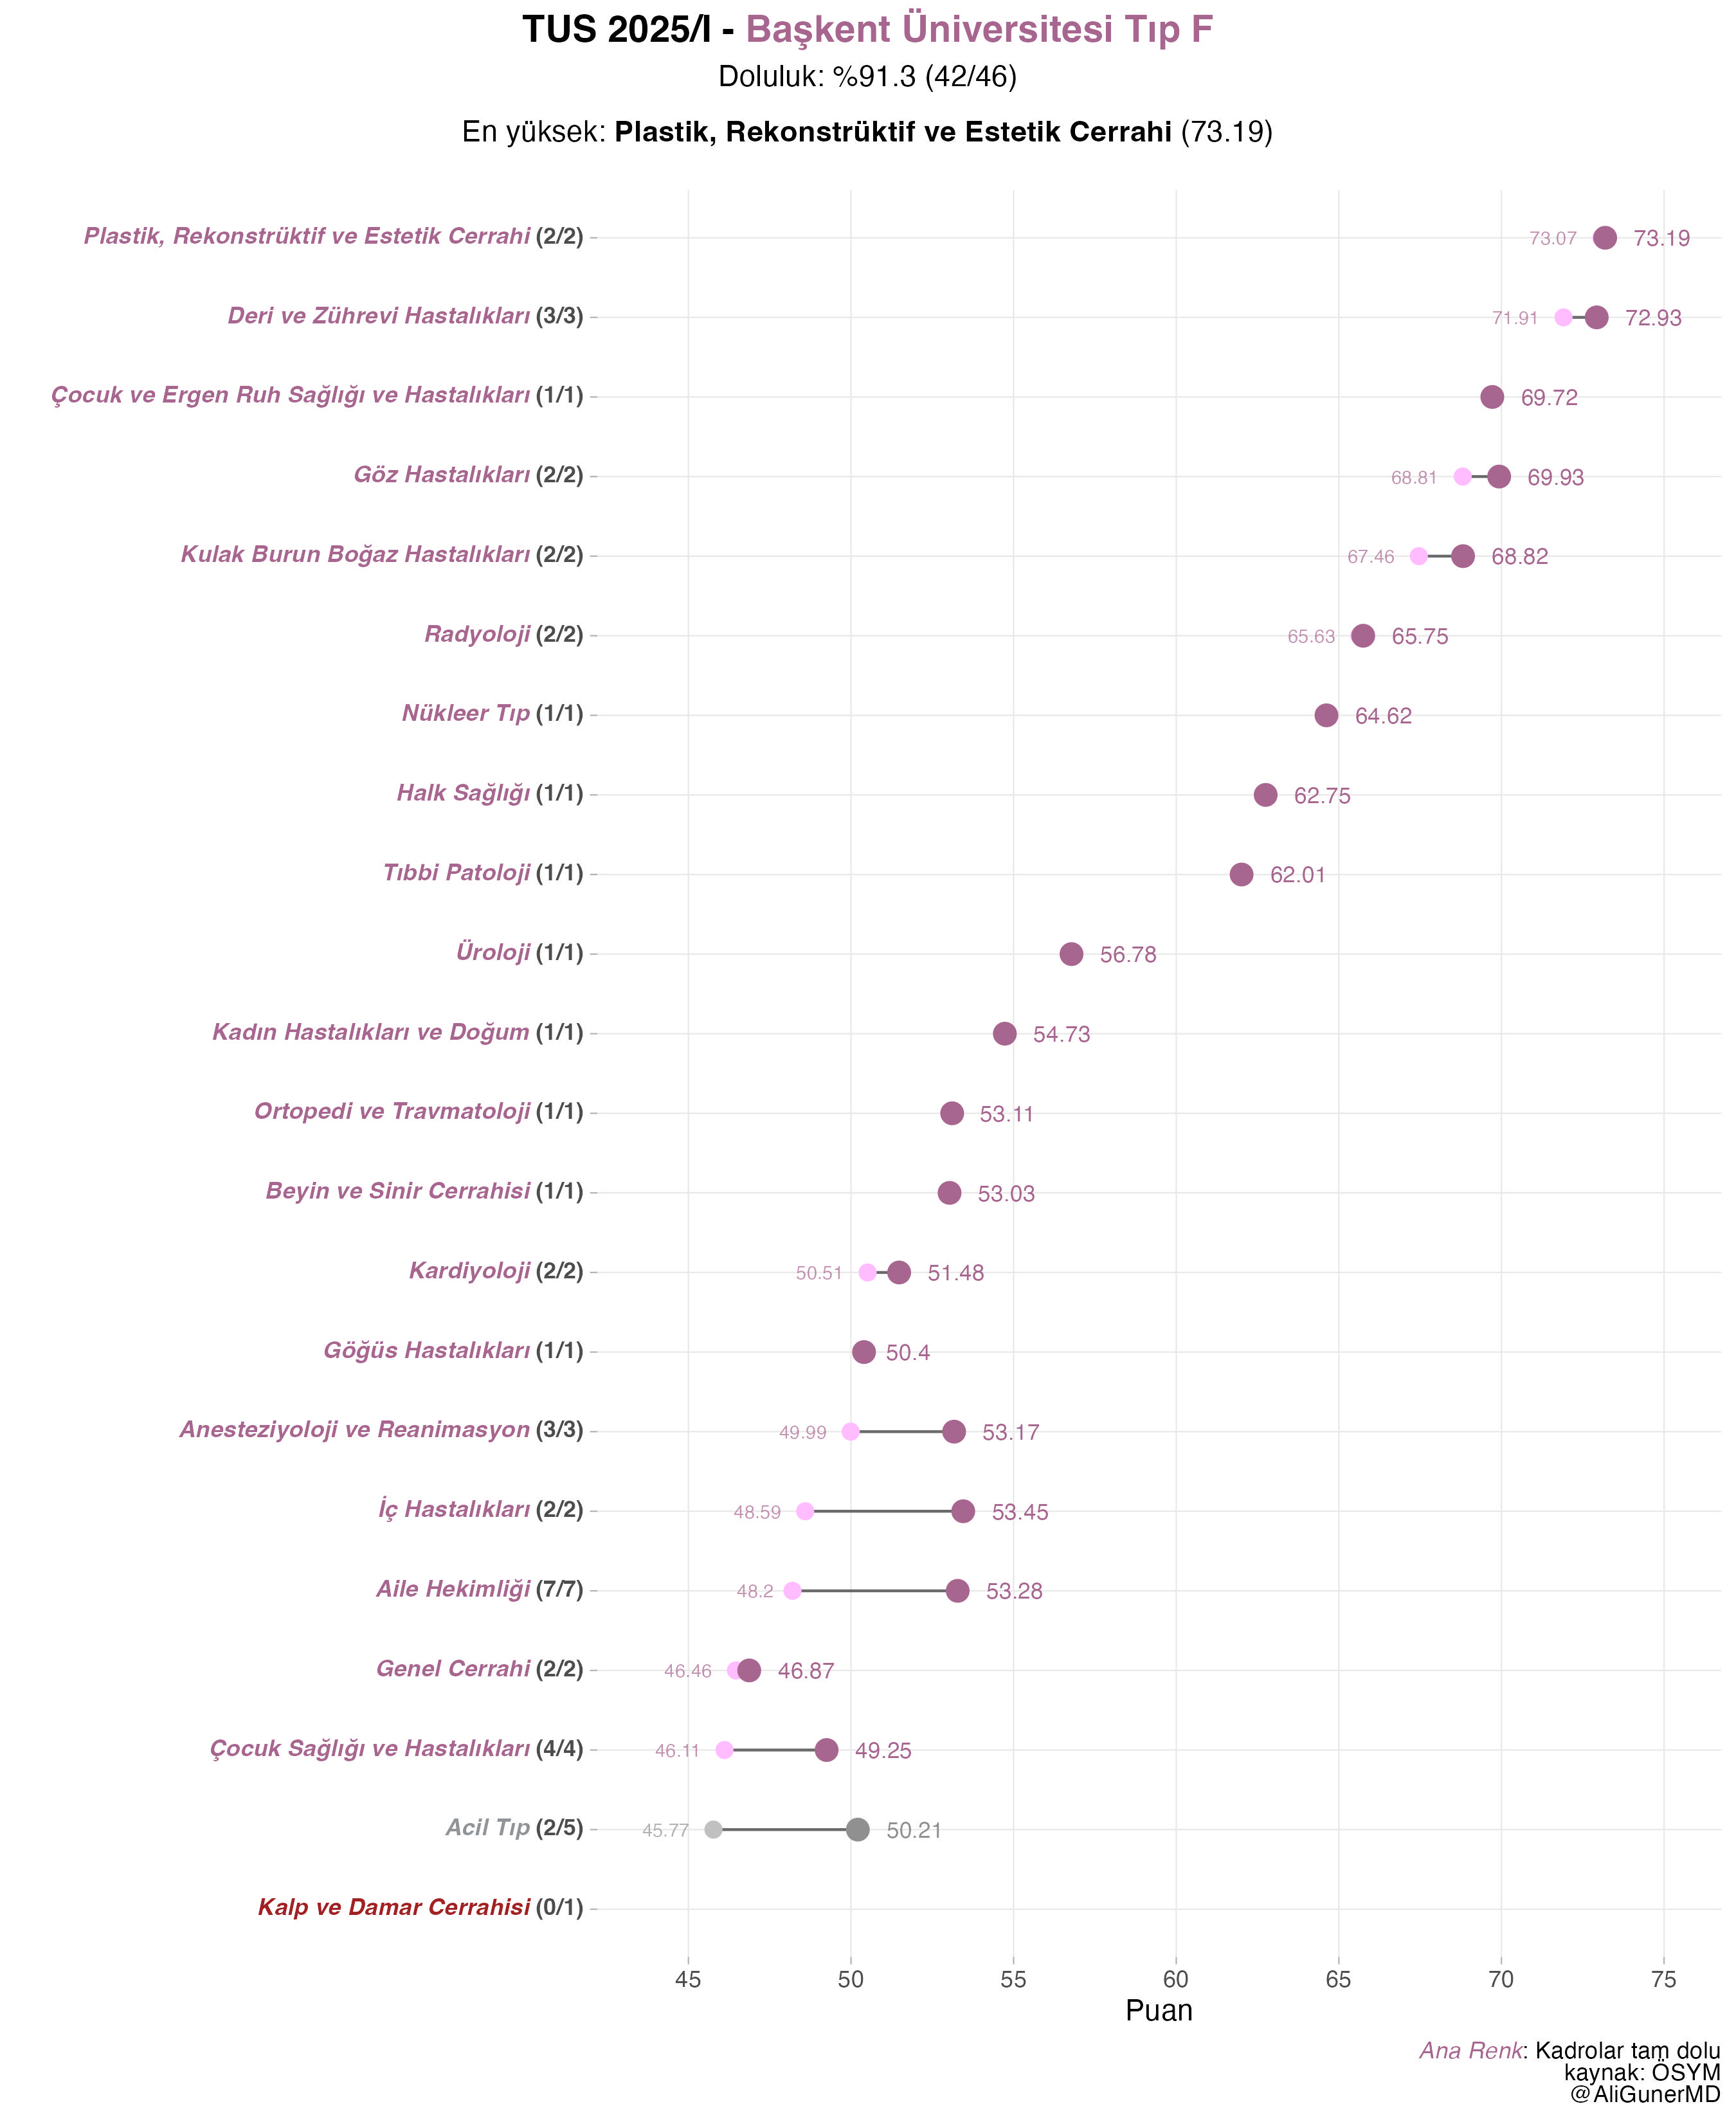 TUS 2025/I - Başkent Üniversitesi Tıp F
Doluluk: %91.3 (42/46)
En yüksek: Plastik, Rekonstrüktif ve Estetik Cerrahi (73.19)
Plastik, Rekonstrüktif ve Estetik Cerrahi (2/2) 73.07 73.19
Deri ve Zührevi Hastalıkları (3/3) 71.91 72.93
Çocuk ve Ergen Ruh Sağlığı ve Hastalıkları (1/1) 69.72
Göz Hastalıkları (2/2) 68.81 69.93
Kulak Burun Boğaz Hastalıkları (2/2) 67.46 68.82
Radyoloji (2/2) 65.63 65.75
Nükleer Tıp (1/1) 64.62
Halk Sağlığı (1/1) 62.75
Tıbbi Patoloji (1/1) 62.01
Üroloji (1/1) 56.78
Kadın Hastalıkları ve Doğum (1/1) 54.73
Ortopedi ve Travmatoloji (1/1) 53.11
Beyin ve Sinir Cerrahisi (1/1) 53.03
Kardiyoloji (2/2) 50.51 51.48
Göğüs Hastalıkları (1/1) 50.4
Anesteziyoloji ve Reanimasyon (3/3) 49.99 53.17
İç Hastalıkları (2/2) 48.59 53.45
Aile Hekimliği (7/7) 48.2 53.28
Genel Cerrahi (2/2) 46.46 46.87
Çocuk Sağlığı ve Hastalıkları (4/4) 46.11 49.25
Acil Tıp (2/5) 45.77 50.21
Kalp ve Damar Cerrahisi (0/1)
45 50 55 60 65 70 75
Puan
Ana Renk: Kadrolar tam dolu
kaynak: ÖSYM
@AliGunerMD